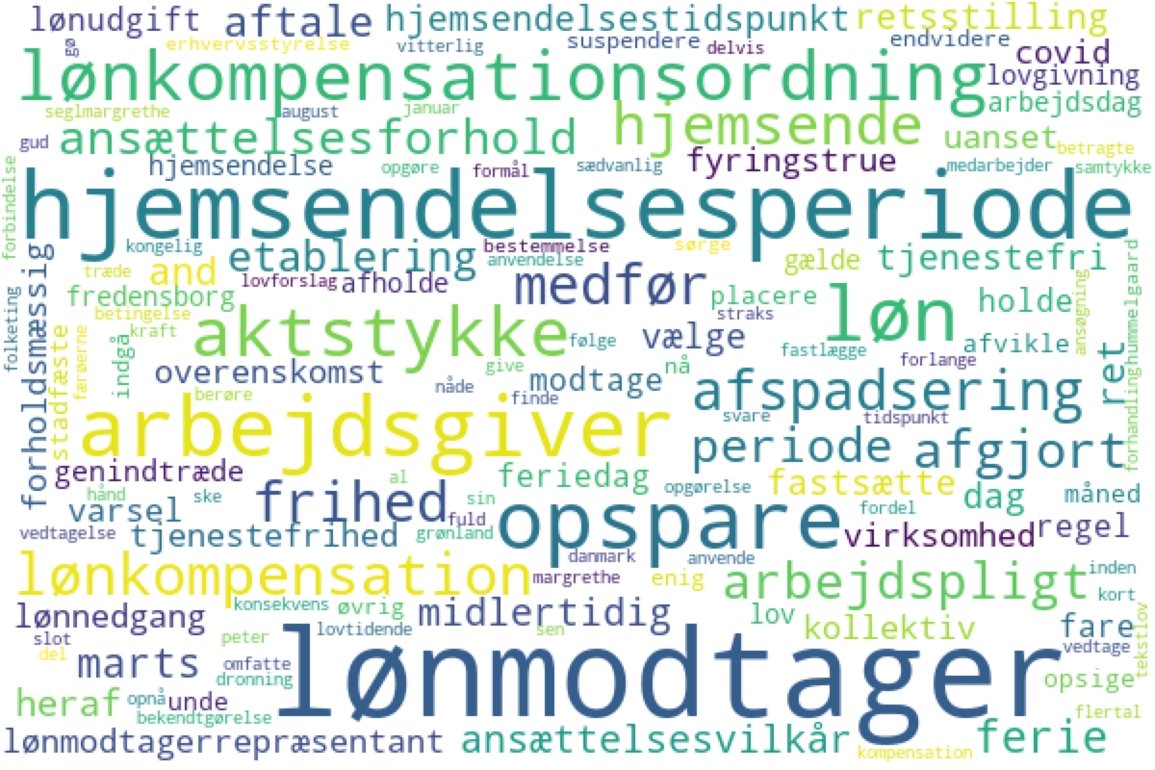 lønudgift aftale hjemsendelsestidspunkt retsstilling
gø erhvervsstyrelse vitterlig suspendere delvis endvidere covid
lønkompensationsordning lovgivning
seglmargrethe august januar arbejdsdag
gud ansættelsesforhold hjemsende uanset betragte
forbindelse hjemsendelse opgøre formål sædvanlig fyringstrue medarbejder samtykke
hjemsendelsesperiode
kongelig etablering bestemmelse sørge gælde tjenestefri
træde and lovforslag afholde anvendelse medfør
folketing forholdsmæssig fredensborg placere løn holde ansøgning forhandlinghummelgaard
betingelse straks
stadfæste færøerne kraft indgå aktstykke følge vælge fastlægge afvikle
overenskomst give modtage nå forlange ret
berøre nåde finde afspadsering
arbejdsgiver svare tidspunkt
genindtræde al feriedag periode afgjort
hånd varsel ske frihed sin opgørelse fastsætte dag måned
vedtagelse tjenestefrihed fuld grønland opspare fordel virksomhed regel
lønkompensation danmark anvende
margrethe enig arbejdspligt inden
lønnedgang konsekvens øvrig midlertidig lov kollektiv kort
slot peter lovtidende sen fare
del marts omfatte lønmodtager vedtage tekstlov
dronning opsige
heraf opnå unde flertal
bekendtgørelse
lønmodtagerrepræsentant ansættelsesvilkår ferie
kompensation